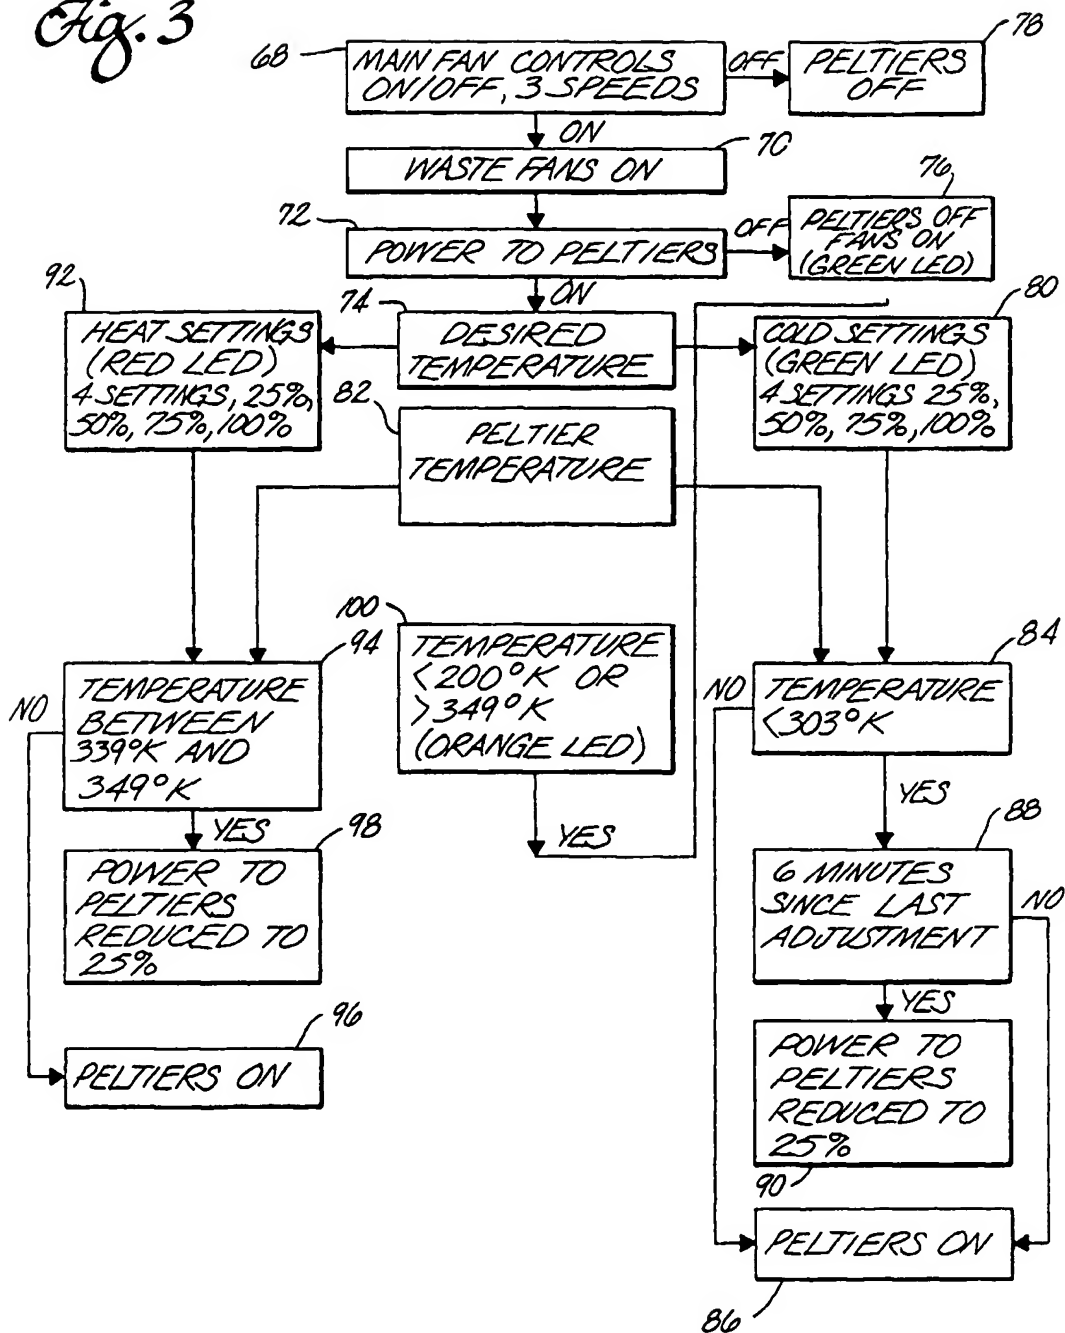 Fig. 3
68
MAIN FAN CONTROLS
ON/OFF, 3 SPEEDS
OFF
78
PELTIERS
OFF
ON
70
WASTE FANS ON
72
POWER TO PELTIERS
OFF
76
PELTIERS OFF
FANS ON
(GREEN LED)
ON
92
HEAT SETTINGS
(RED LED)
4 SETTINGS, 25%,
50%, 75%, 100%
74
DESIRED
TEMPERATURE
80
COLD SETTINGS
(GREEN LED)
4 SETTINGS 25%,
50%, 75%, 100%
82
PELTIER
TEMPERATURE
94
TEMPERATURE
BETWEEN
339°K AND
349°K
NO
YES
100
TEMPERATURE
<200°K OR
>349°K
(ORANGE LED)
YES
84
TEMPERATURE
<303°K
NO
YES
98
POWER TO
PELTIERS
REDUCED TO
25%
88
6 MINUTES
SINCE LAST
ADJUSTMENT
NO
YES
96
PELTIERS ON
POWER TO
PELTIERS
REDUCED TO
25%
90
PELTIERS ON
86